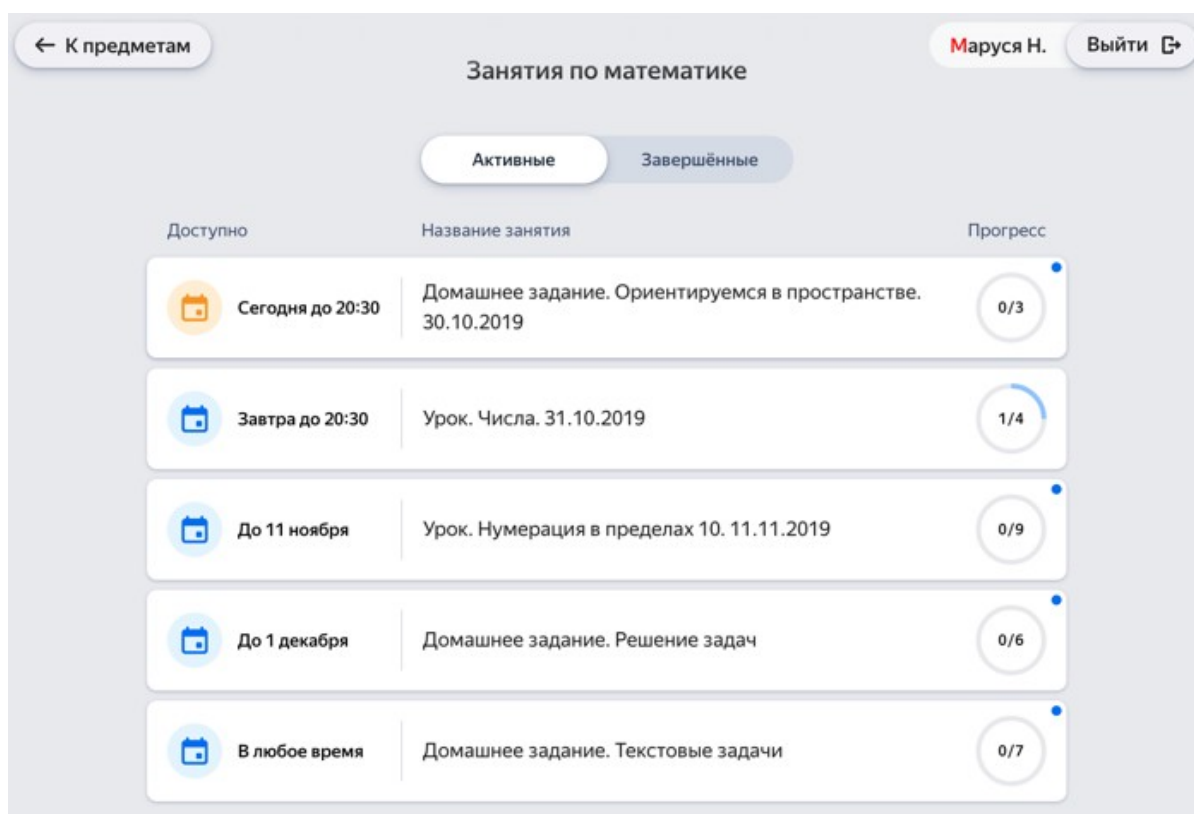 ← К предметам
Маруся Н.
Выйти
Занятия по математике
Активные
Завершённые
Доступно
Название занятия
Прогресс
Сегодня до 20:30
Домашнее задание. Ориентируемся в пространстве.
30.10.2019
0/3
Завтра до 20:30
Урок. Числа. 31.10.2019
1/4
До 11 ноября
Урок. Нумерация в пределах 10. 11.11.2019
0/9
До 1 декабря
Домашнее задание. Решение задач
0/6
В любое время
Домашнее задание. Текстовые задачи
0/7